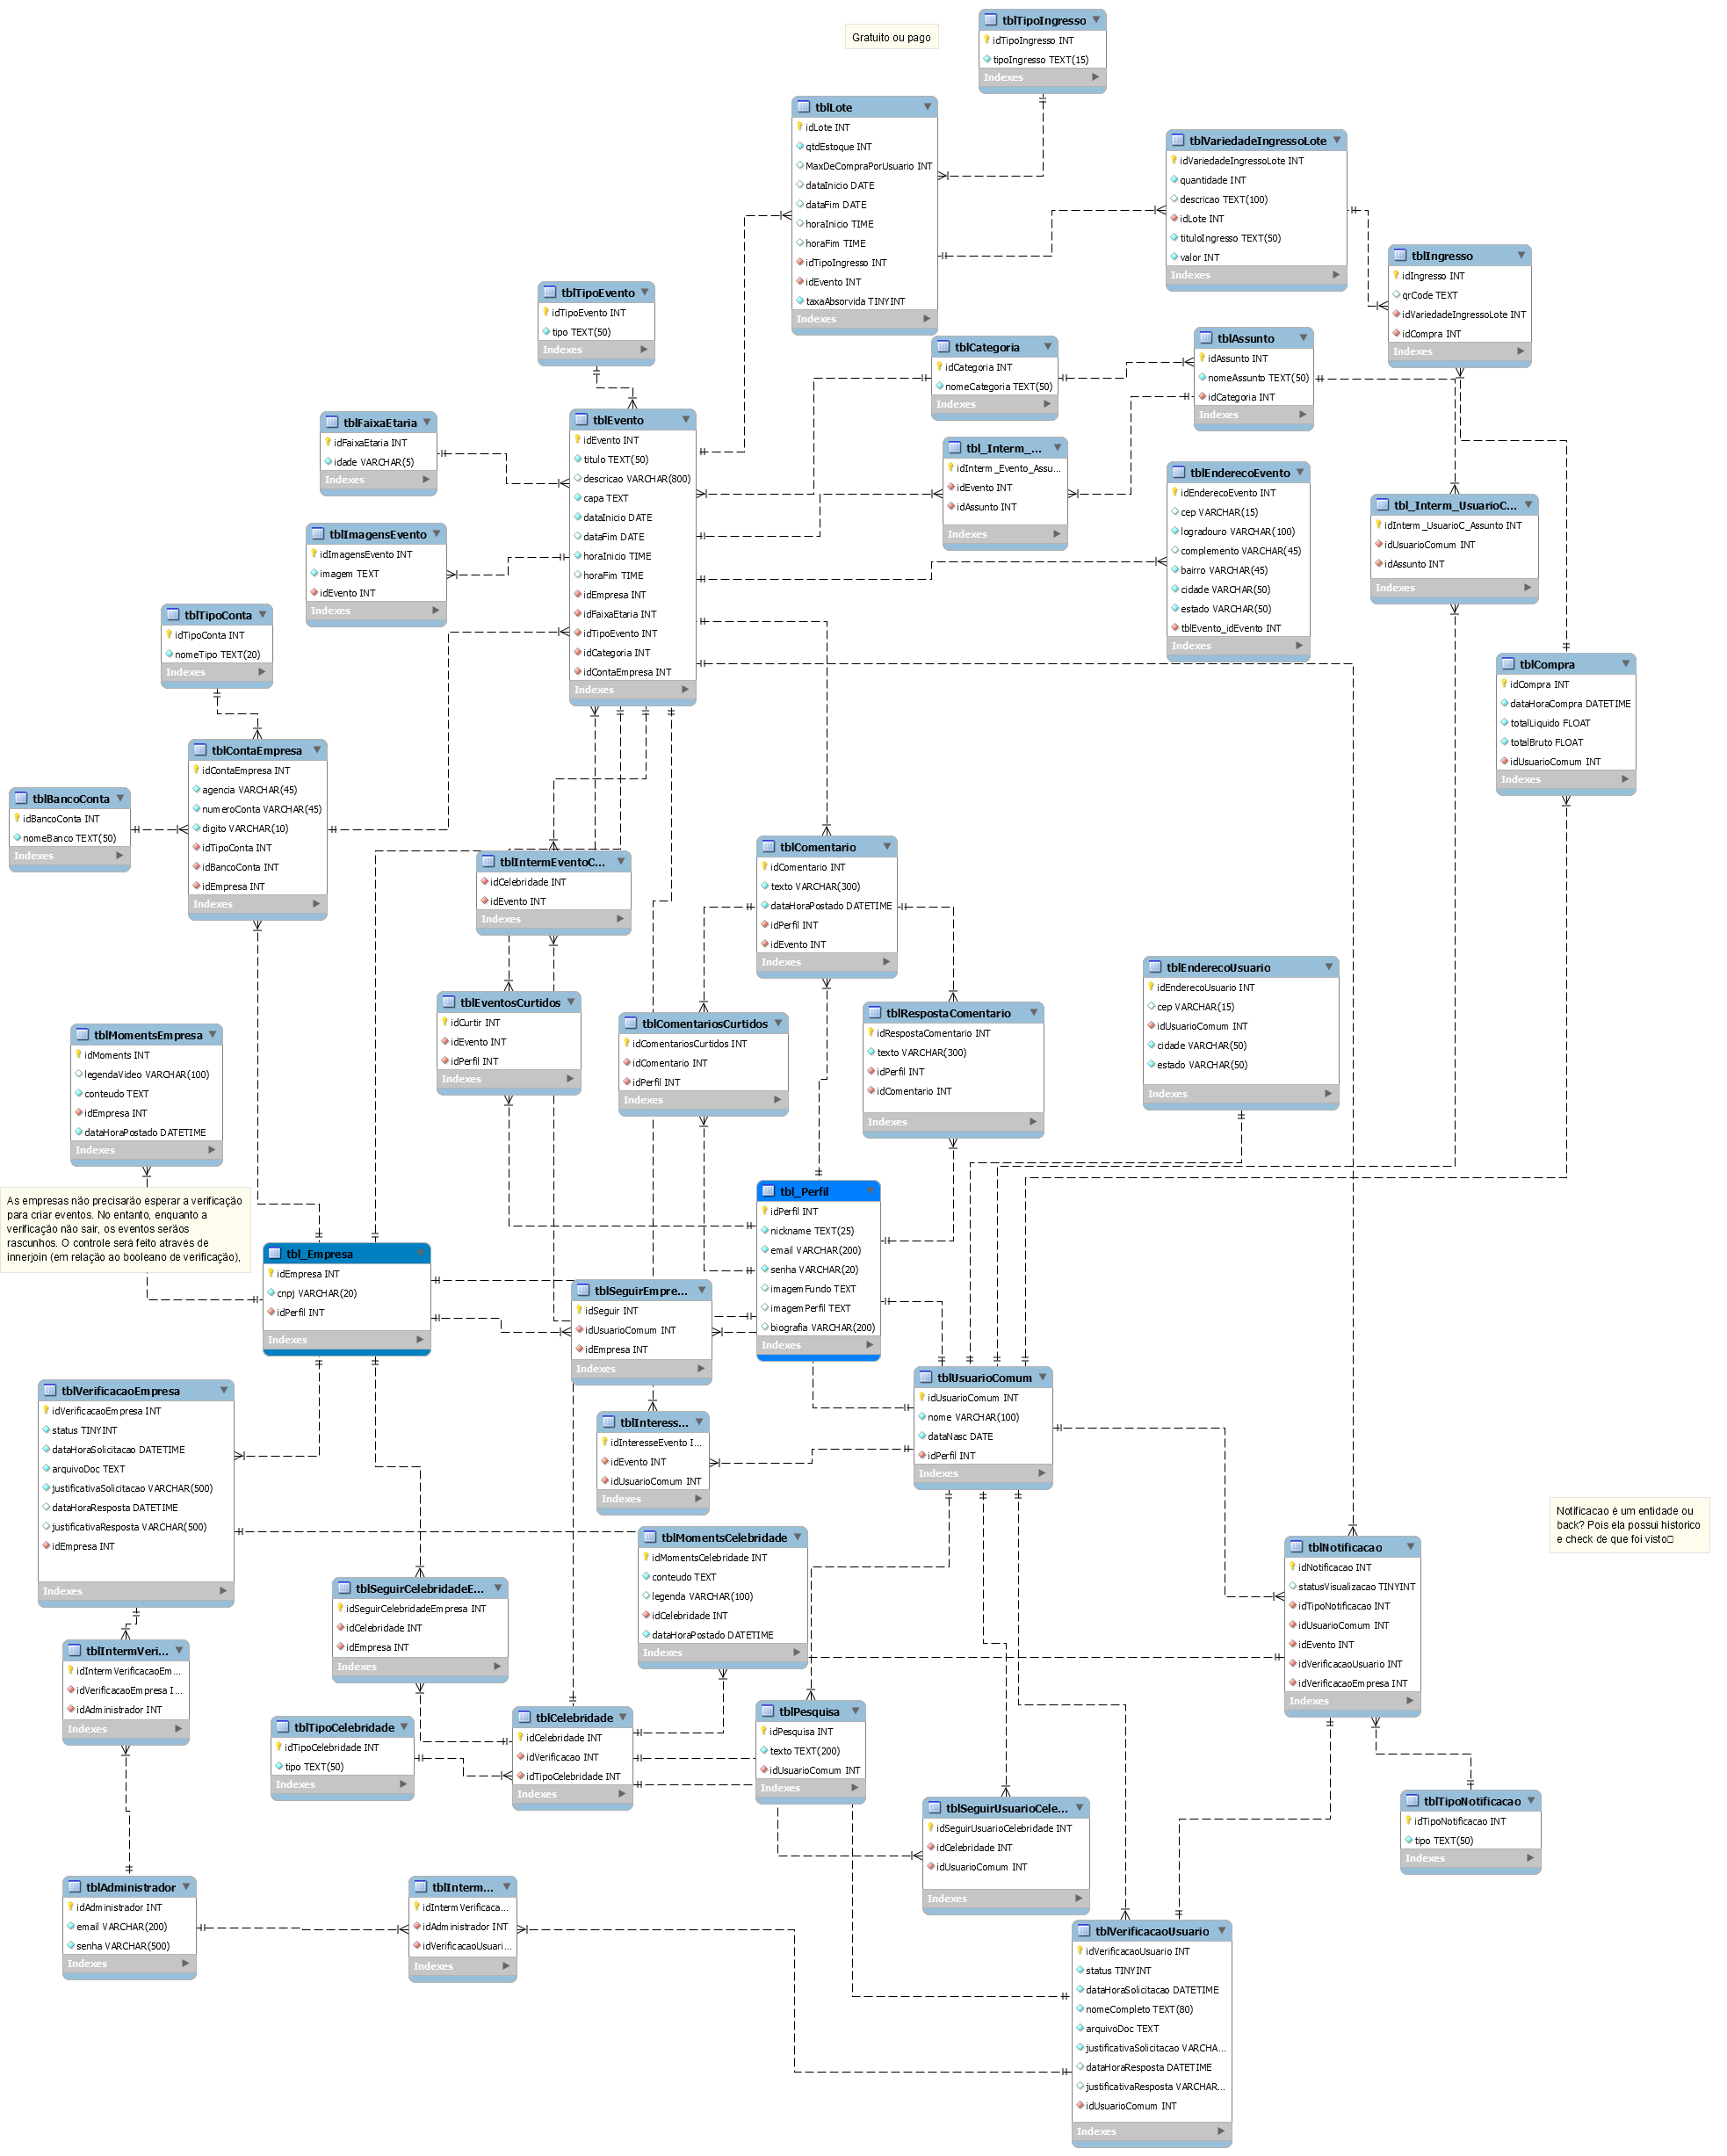 Gratuito ou pago
tblTipoIngresso
idTipoIngresso INT
tipoIngresso TEXT(15)
Indexes
tblLote
idLote INT
qtdEstoque INT
MaxDeCompraPorUsuario INT
dataInicio DATE
dataFim DATE
horaInicio TIME
horaFim TIME
idTipoIngresso INT
idEvento INT
taxaAbsorvida TINYINT
Indexes
tblVariedadeIngressoLote
idVariedadeIngressoLote INT
quantidade INT
descricao TEXT(100)
idLote INT
tituloIngresso TEXT(50)
valor INT
Indexes
tblIngresso
idIngresso INT
qrCode TEXT
idVariedadeIngressoLote INT
idCompra INT
Indexes
tblTipoEvento
idTipoEvento INT
tipo TEXT(50)
Indexes
tblCategoria
idCategoria INT
nomeCategoria TEXT(50)
Indexes
tblAssunto
idAssunto INT
nomeAssunto TEXT(50)
idCategoria INT
Indexes
tblFaixaEtaria
idFaixaEtaria INT
idade VARCHAR(5)
Indexes
tblEvento
idEvento INT
titulo TEXT(50)
descricao VARCHAR(800)
capa TEXT
dataInicio DATE
dataFim DATE
horaInicio TIME
horaFim TIME
idEmpresa INT
idFaixaEtaria INT
idTipoEvento INT
idCategoria INT
idContaEmpresa INT
Indexes
tbl_Interm_...
idInterm_Evento_Assu...
idEvento INT
idAssunto INT
Indexes
tblEnderecoEvento
idEnderecoEvento INT
cep VARCHAR(15)
logradouro VARCHAR(100)
complemento VARCHAR(45)
bairro VARCHAR(45)
cidade VARCHAR(50)
estado VARCHAR(50)
tblEvento_idEvento INT
Indexes
tbl_Interm_UsuarioC...
idInterm_UsuarioC_Assunto INT
idUsuarioComum INT
idAssunto INT
Indexes
tblImagensEvento
idImagensEvento INT
imagem TEXT
idEvento INT
Indexes
tblTipoConta
idTipoConta INT
nomeTipo TEXT(20)
Indexes
tblCompra
idCompra INT
dataHoraCompra DATETIME
totalLiquido FLOAT
totalBruto FLOAT
idUsuarioComum INT
Indexes
tblContaEmpresa
idContaEmpresa INT
agencia VARCHAR(45)
numeroConta VARCHAR(45)
digito VARCHAR(10)
idTipoConta INT
idBancoConta INT
idEmpresa INT
Indexes
tblBancoConta
idBancoConta INT
nomeBanco TEXT(50)
Indexes
tblIntermEventoC...
idCelebridade INT
idEvento INT
Indexes
tblComentario
idComentario INT
texto VARCHAR(300)
dataHoraPostado DATETIME
idPerfil INT
idEvento INT
Indexes
tblEnderecoUsuario
idEnderecoUsuario INT
cep VARCHAR(15)
idUsuarioComum INT
cidade VARCHAR(50)
estado VARCHAR(50)
Indexes
tblEventosCurtidos
idCurtir INT
idEvento INT
idPerfil INT
Indexes
tblComentariosCurtidos
idComentariosCurtidos INT
idComentario INT
idPerfil INT
Indexes
tblRespostaComentario
idRespostaComentario INT
texto VARCHAR(300)
idPerfil INT
idComentario INT
Indexes
tblMomentsEmpresa
idMoments INT
legendaVideo VARCHAR(100)
conteudo TEXT
idEmpresa INT
dataHoraPostado DATETIME
Indexes
As empresas não precisarão esperar a verificação
para criar eventos. No entanto, enquanto a
verificação não sair, os eventos serãos
rascunhos. O controle será feito através de
innerjoin (em relação ao booleano de verificação),
tbl_Perfil
idPerfil INT
nickname TEXT(25)
email VARCHAR(200)
senha VARCHAR(20)
imagemFundo TEXT
imagemPerfil TEXT
biografia VARCHAR(200)
Indexes
tbl_Empresa
idEmpresa INT
cnpj VARCHAR(20)
idPerfil INT
Indexes
tblSeguirEmpre...
idSeguir INT
idUsuarioComum INT
idEmpresa INT
Indexes
tblUsuarioComum
idUsuarioComum INT
nome VARCHAR(100)
dataNasc DATE
idPerfil INT
Indexes
tblVerificacaoEmpresa
idVerificacaoEmpresa INT
status TINYINT
dataHoraSolicitacao DATETIME
arquivoDoc TEXT
justificativaSolicitacao VARCHAR(500)
dataHoraResposta DATETIME
justificativaResposta VARCHAR(500)
idEmpresa INT
Indexes
tblInteress...
idInteresseEvento I...
idEvento INT
idUsuarioComum INT
Indexes
Notificacao é um entidade ou
back? Pois ela possui historico
e check de que foi visto
tblMomentsCelebridade
idMomentsCelebridade INT
conteudo TEXT
legenda VARCHAR(100)
idCelebridade INT
dataHoraPostado DATETIME
Indexes
tblNotificacao
idNotificacao INT
statusVisualizacao TINYINT
idTipoNotificacao INT
idUsuarioComum INT
idEvento INT
idVerificacaoUsuario INT
idVerificacaoEmpresa INT
Indexes
tblSeguirCelebridadeE...
idSeguirCelebridadeEmpresa INT
idCelebridade INT
idEmpresa INT
Indexes
tblIntermVeri...
idIntermVerificacaoEm...
idVerificacaoEmpresa I...
idAdministrador INT
Indexes
tblTipoCelebridade
idTipoCelebridade INT
tipo TEXT(50)
Indexes
tblCelebridade
idCelebridade INT
idVerificacao INT
idTipoCelebridade INT
Indexes
tblPesquisa
idPesquisa INT
texto TEXT(200)
idUsuarioComum INT
Indexes
tblSeguirUsuarioCele...
idSeguirUsuarioCelebridade INT
idCelebridade INT
idUsuarioComum INT
Indexes
tblTipoNotificacao
idTipoNotificacao INT
tipo TEXT(50)
Indexes
tblAdministrador
idAdministrador INT
email VARCHAR(200)
senha VARCHAR(500)
Indexes
tblInterm...
idIntermVerificaca...
idAdministrador INT
idVerificacaoUsuari...
Indexes
tblVerificacaoUsuario
idVerificacaoUsuario INT
status TINYINT
dataHoraSolicitacao DATETIME
nomeCompleto TEXT(80)
arquivoDoc TEXT
justificativaSolicitacao VARCHA...
dataHoraResposta DATETIME
justificativaResposta VARCHAR...
idUsuarioComum INT
Indexes